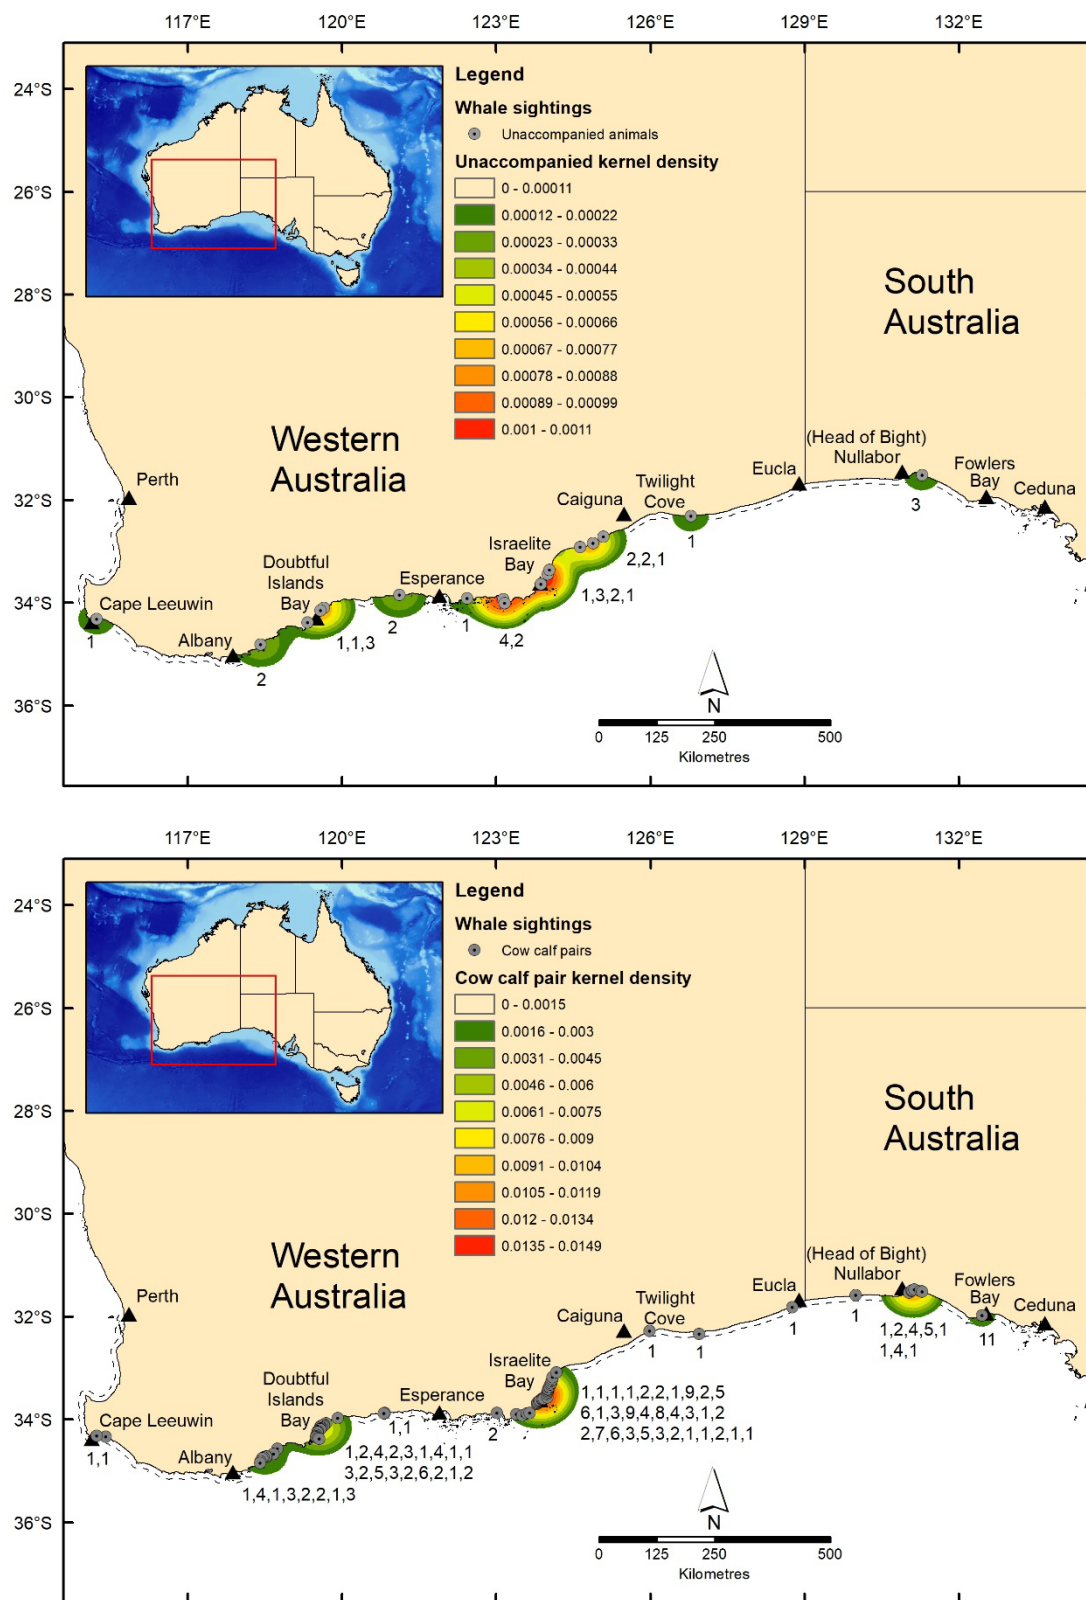 117°E 120°E 123°E 126°E 129°E 132°E
24°S
26°S
28°S
30°S
32°S
34°S
36°S
Legend
Whale sightings
Unaccompanied animals
Unaccompanied kernel density
0 - 0.00011
0.00012 - 0.00022
0.00023 - 0.00033
0.00034 - 0.00044
0.00045 - 0.00055
0.00056 - 0.00066
0.00067 - 0.00077
0.00078 - 0.00088
0.00089 - 0.00099
0.001 - 0.0011
South
Australia
Western
Australia
Perth
Cape Leeuwin
1
Albany
2
Doubtful
Islands
Bay
1,1,3
2
Esperance
1
4,2
Israelite
Bay
1,3,2,1
2,2,1
Caiguna
Twilight
Cove
1
Eucla
(Head of Bight)
Nullabor
3
Fowlers
Bay
Ceduna
N
0 125 250 500
Kilometres
117°E 120°E 123°E 126°E 129°E 132°E
24°S
26°S
28°S
30°S
32°S
34°S
36°S
Legend
Whale sightings
Cow calf pairs
Cow calf pair kernel density
0 - 0.0015
0.0016 - 0.003
0.0031 - 0.0045
0.0046 - 0.006
0.0061 - 0.0075
0.0076 - 0.009
0.0091 - 0.0104
0.0105 - 0.0119
0.012 - 0.0134
0.0135 - 0.0149
South
Australia
Western
Australia
Perth
Cape Leeuwin
1,1
Albany
1,4,1,3,2,2,1,3
Doubtful
Islands
Bay
1,2,4,2,3,1,4,1,1
3,2,5,3,2,6,2,1,2
Esperance
1,1
2
Israelite
Bay
1,1,1,1,2,2,1,9,2,5
6,1,3,9,4,8,4,3,1,2
2,7,6,3,5,3,2,1,1,2,1,1
Caiguna
1
Twilight
Cove
1
Eucla
1
1
(Head of Bight)
Nullabor
1,2,4,5,1
1,4,1
Fowlers
Bay
11
Ceduna
N
0 125 250 500
Kilometres